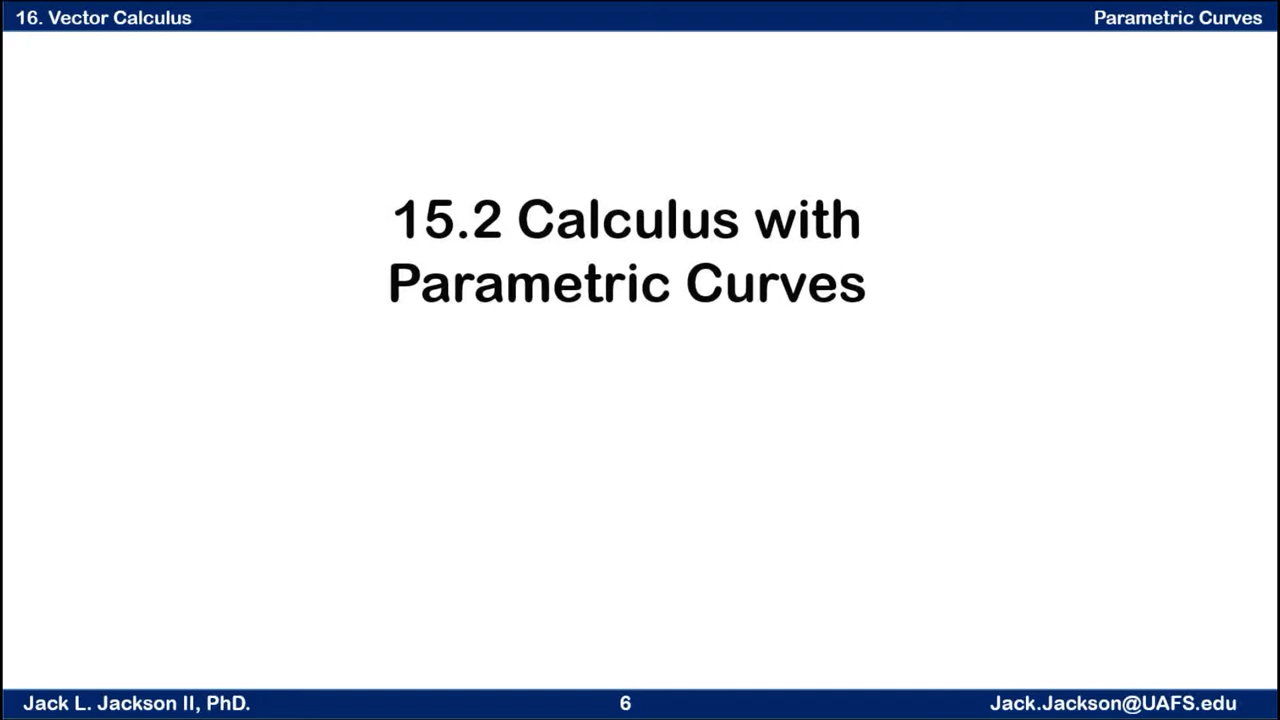 16. Vector Calculus
Parametric Curves
15.2 Calculus with
Parametric Curves
Jack L. Jackson II, PhD.
6
Jack.Jackson@UAFS.edu